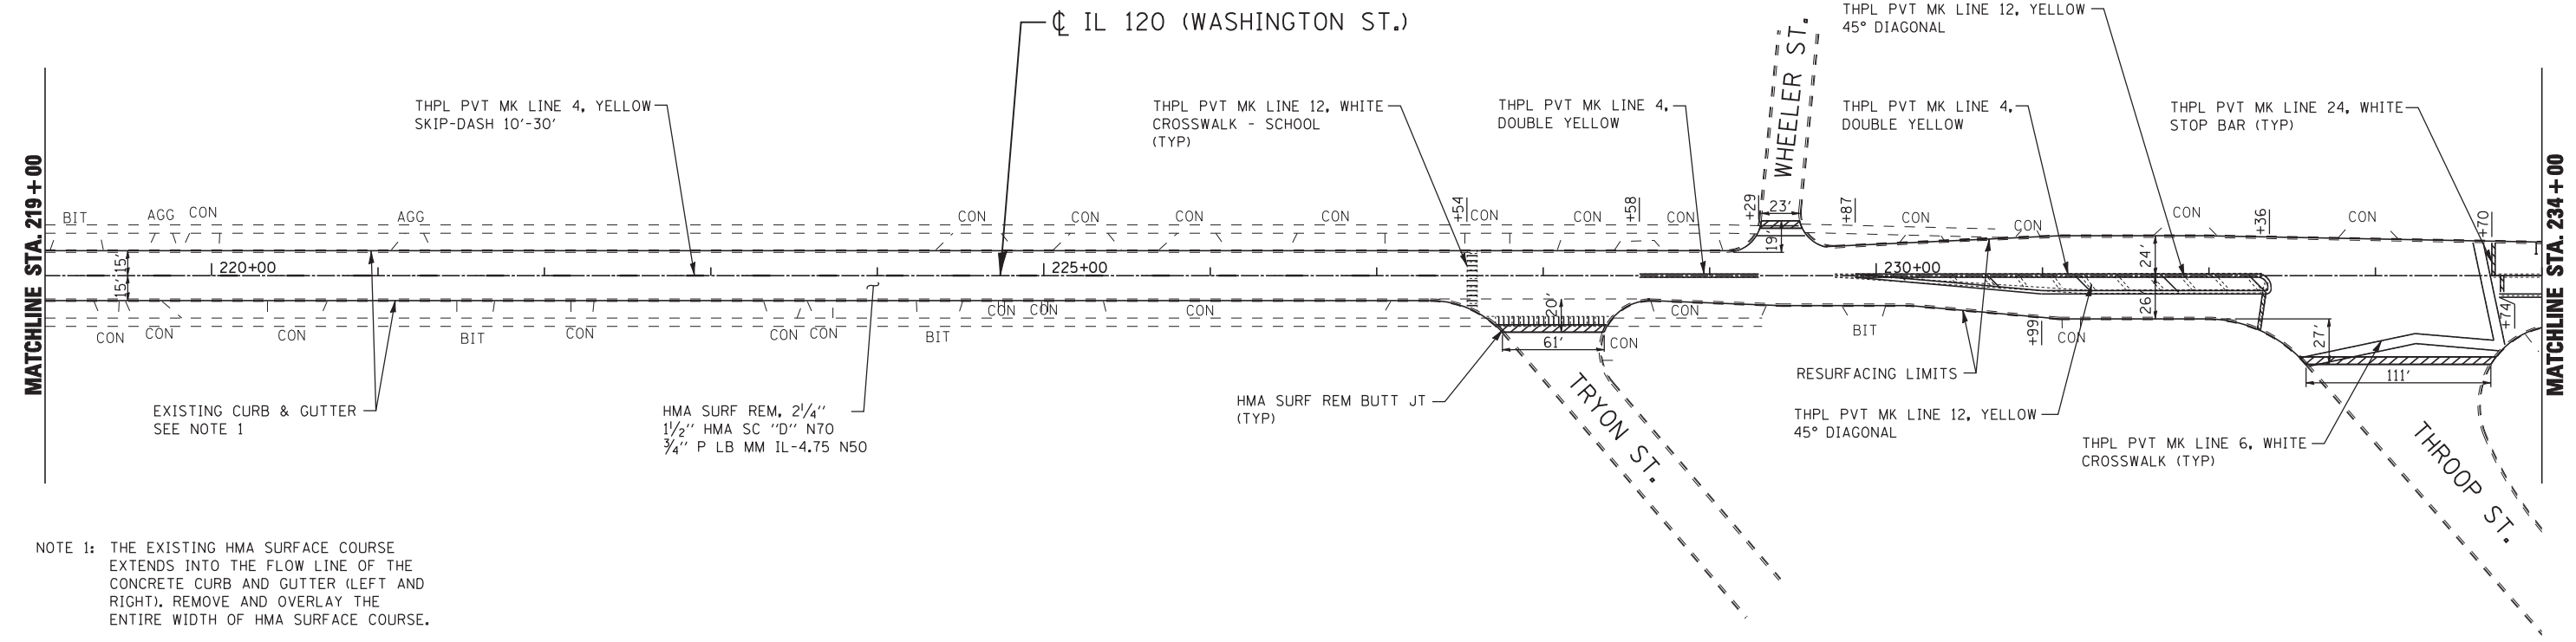 ℄ IL 120 (WASHINGTON ST.)
THPL PVT MK LINE 12, YELLOW
45° DIAGONAL
WHEELER ST.
THPL PVT MK LINE 4, YELLOW
SKIP-DASH 10'-30'
THPL PVT MK LINE 12, WHITE
CROSSWALK - SCHOOL
(TYP)
THPL PVT MK LINE 4,
DOUBLE YELLOW
THPL PVT MK LINE 4,
DOUBLE YELLOW
THPL PVT MK LINE 24, WHITE
STOP BAR (TYP)
MATCHLINE STA. 219+00
MATCHLINE STA. 234+00
BIT
AGG
CON
AGG
CON
CON
CON
CON
+54
CON
CON
+58
CON
+29
23'
+87
CON
CON
CON
+36
CON
+70
19'
15'
15'
220+00
225+00
230+00
24'
26'
CON
CON
CON
BIT
CON
CON
CON
BIT
CON
CON
CON
20'
61'
CON
CON
BIT
+99
CON
27'
+74
111'
EXISTING CURB & GUTTER
SEE NOTE 1
HMA SURF REM, 2 1/4"
1 1/2" HMA SC "D" N70
3/4" P LB MM IL-4.75 N50
HMA SURF REM BUTT JT
(TYP)
TRYON ST.
RESURFACING LIMITS
THPL PVT MK LINE 12, YELLOW
45° DIAGONAL
THPL PVT MK LINE 6, WHITE
CROSSWALK (TYP)
THROOP ST.
NOTE 1: THE EXISTING HMA SURFACE COURSE
EXTENDS INTO THE FLOW LINE OF THE
CONCRETE CURB AND GUTTER (LEFT AND
RIGHT). REMOVE AND OVERLAY THE
ENTIRE WIDTH OF HMA SURFACE COURSE.